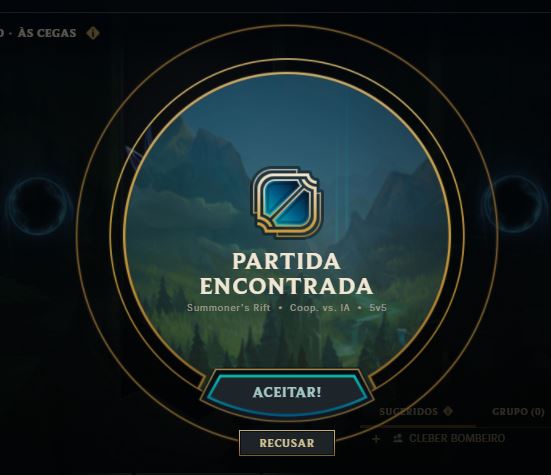 · ÀS CEGAS
PARTIDA
ENCONTRADA
Summoner's Rift • Coop. vs. IA • 5v5
ACEITAR!
SUGERIDOS
GRUPO (0)
+ CLEBER BOMBEIRO
RECUSAR